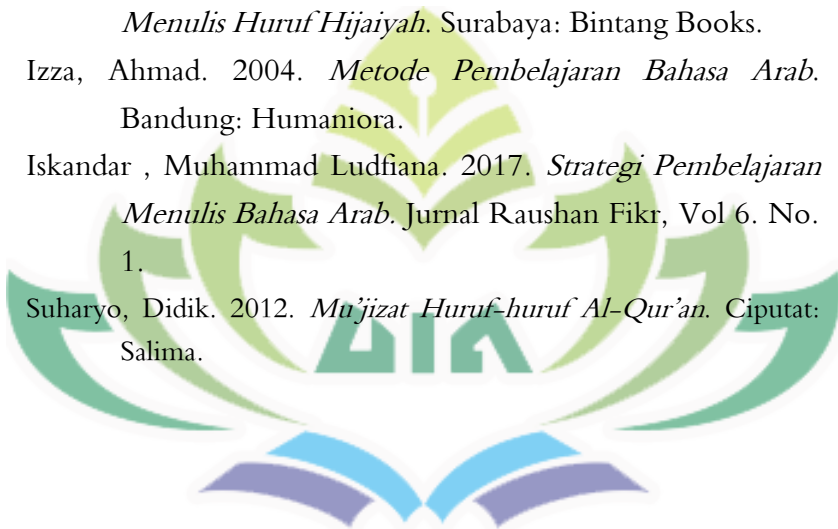 Menulis Huruf Hijaiyah. Surabaya: Bintang Books.
Izza, Ahmad. 2004. Metode Pembelajaran Bahasa Arab.
Bandung: Humaniora.
Iskandar , Muhammad Ludfiana. 2017. Strategi Pembelajaran
Menulis Bahasa Arab. Jurnal Raushan Fikr, Vol 6. No.
1.
Suharyo, Didik. 2012. Mu'jizat Huruf-huruf Al-Qur'an. Ciputat:
Salima.
UIN